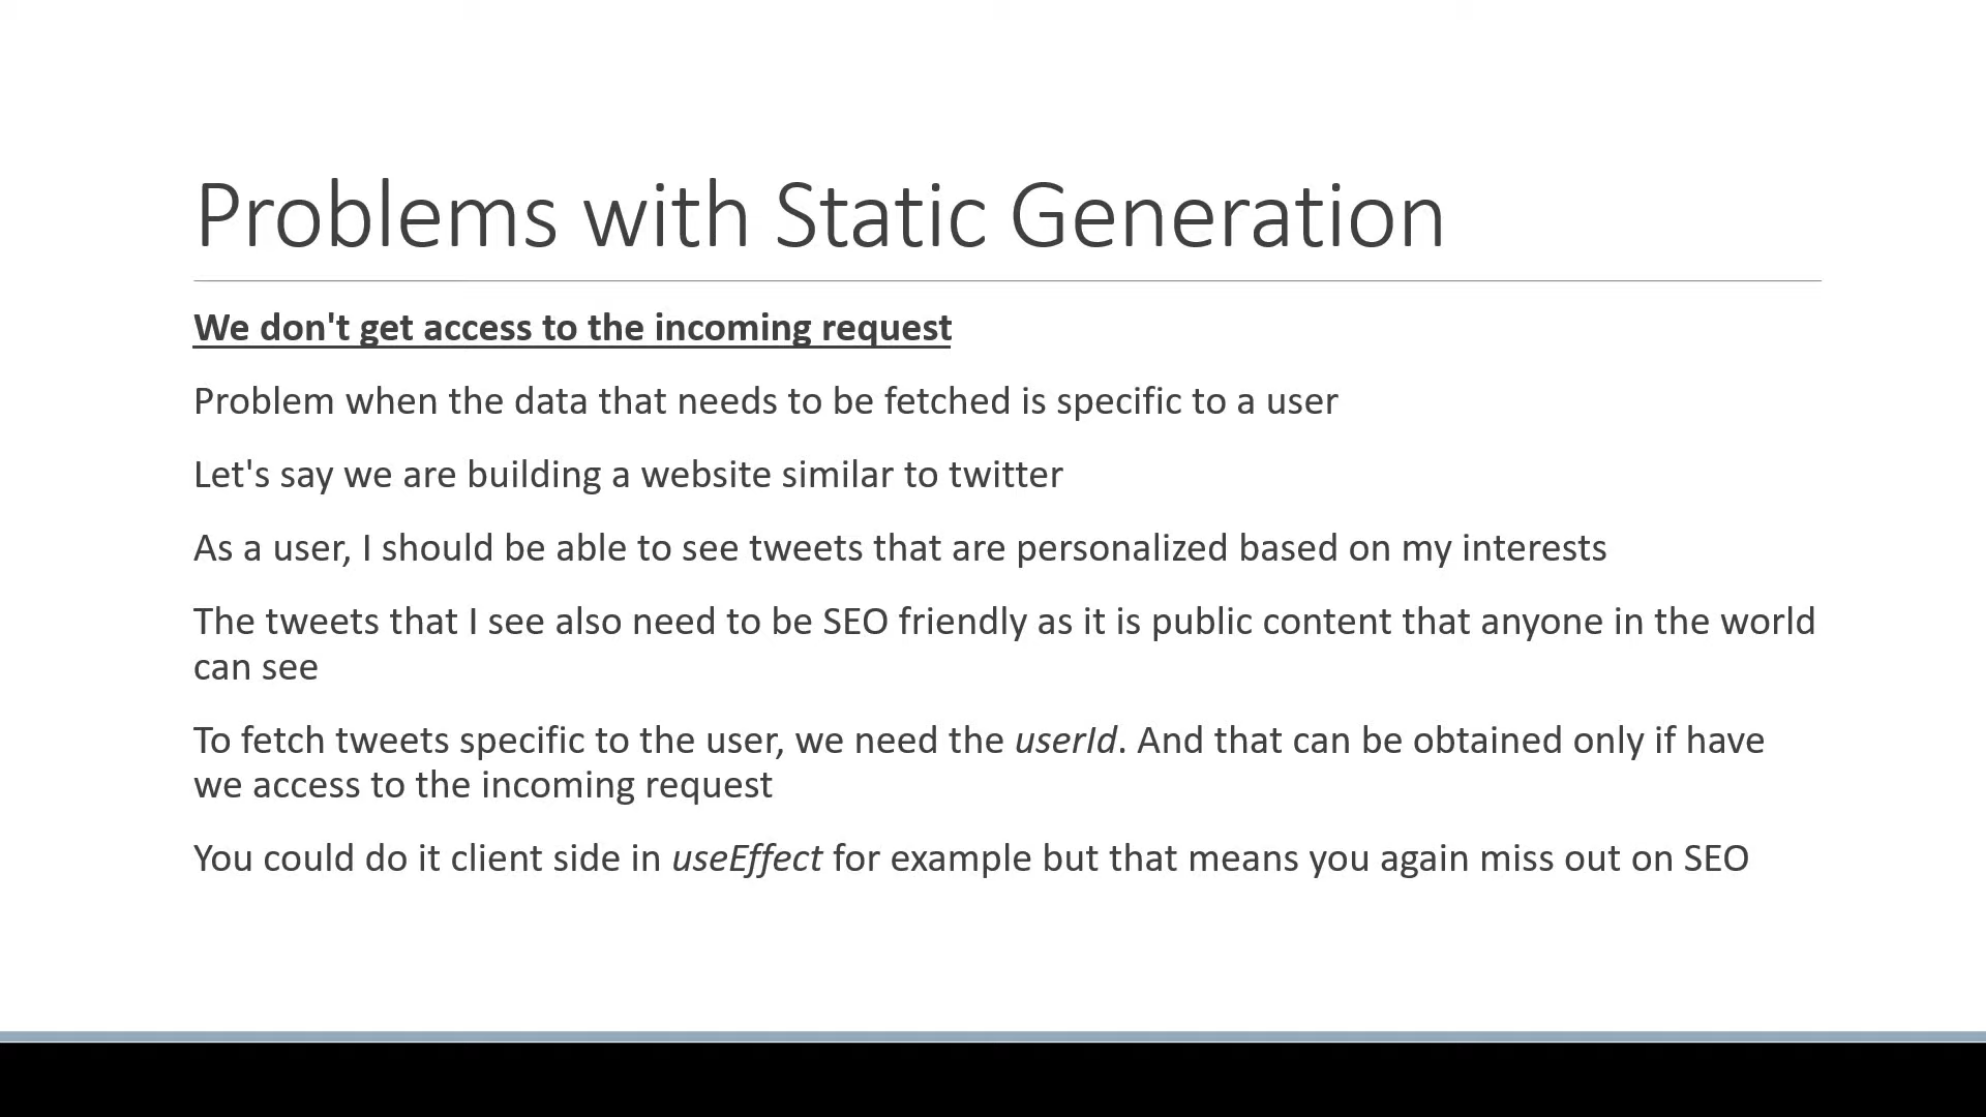 Problems with Static Generation
We don't get access to the incoming request
Problem when the data that needs to be fetched is specific to a user
Let's say we are building a website similar to twitter
As a user, I should be able to see tweets that are personalized based on my interests
The tweets that I see also need to be SEO friendly as it is public content that anyone in the world
can see
To fetch tweets specific to the user, we need the userId. And that can be obtained only if have
we access to the incoming request
You could do it client side in useEffect for example but that means you again miss out on SEO